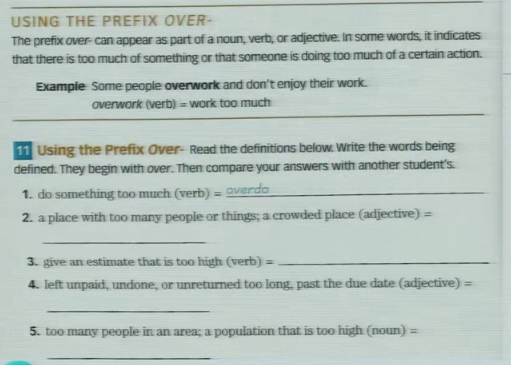 USING THE PREFIX OVER-
The prefix over- can appear as part of a noun, verb, or adjective. In some words, it indicates
that there is too much of something or that someone is doing too much of a certain action.
Example Some people overwork and don't enjoy their work.
overwork (verb) = work too much
11 Using the Prefix Over- Read the definitions below. Write the words being
defined. They begin with over. Then compare your answers with another student's.
1. do something too much (verb) = overdo
2. a place with too many people or things; a crowded place (adjective) =
3. give an estimate that is too high (verb) =
4. left unpaid, undone, or unreturned too long, past the due date (adjective) =
5. too many people in an area; a population that is too high (noun) =